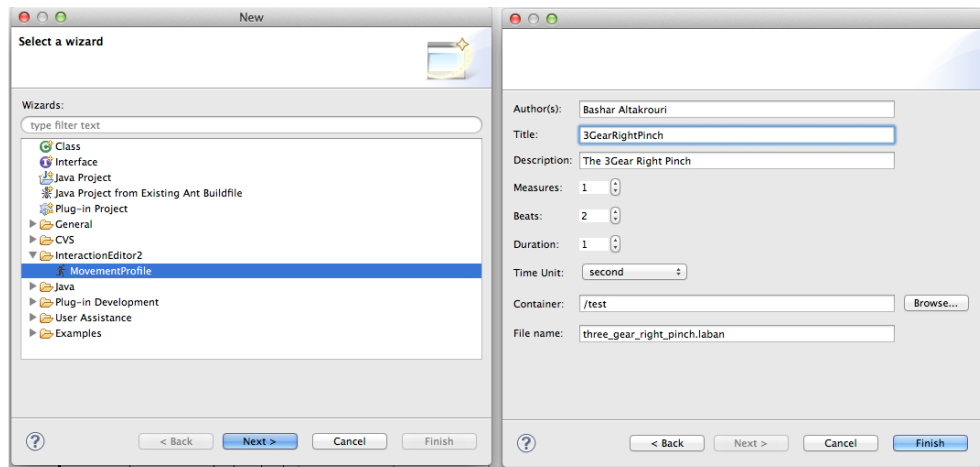 New
Select a wizard
Wizards:
type filter text
Class
Interface
Java Project
Java Project from Existing Ant Buildfile
Plug-in Project
General
CVS
InteractionEditor2
MovementProfile
Java
Plug-in Development
User Assistance
Examples
? < Back Next > Cancel Finish
Author(s): Bashar Altakrouri
Title: 3GearRightPinch
Description: The 3Gear Right Pinch
Measures: 1
Beats: 2
Duration: 1
Time Unit: second
Container: /test Browse...
File name: three_gear_right_pinch.laban
? < Back Next > Cancel Finish